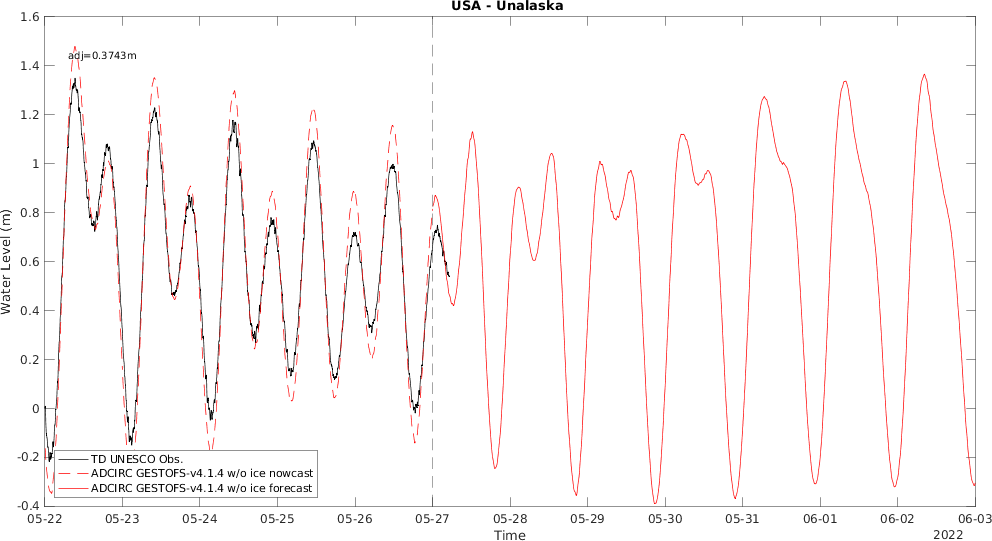 USA - Unalaska
adj=0.3743m
Water Level (m)
1.6
1.4
1.2
1
0.8
0.6
0.4
0.2
0
-0.2
-0.4
TD UNESCO Obs.
ADCIRC GESTOFS-v4.1.4 w/o ice nowcast
ADCIRC GESTOFS-v4.1.4 w/o ice forecast
05-22 05-23 05-24 05-25 05-26 05-27 05-28 05-29 05-30 05-31 06-01 06-02 06-03
Time
2022